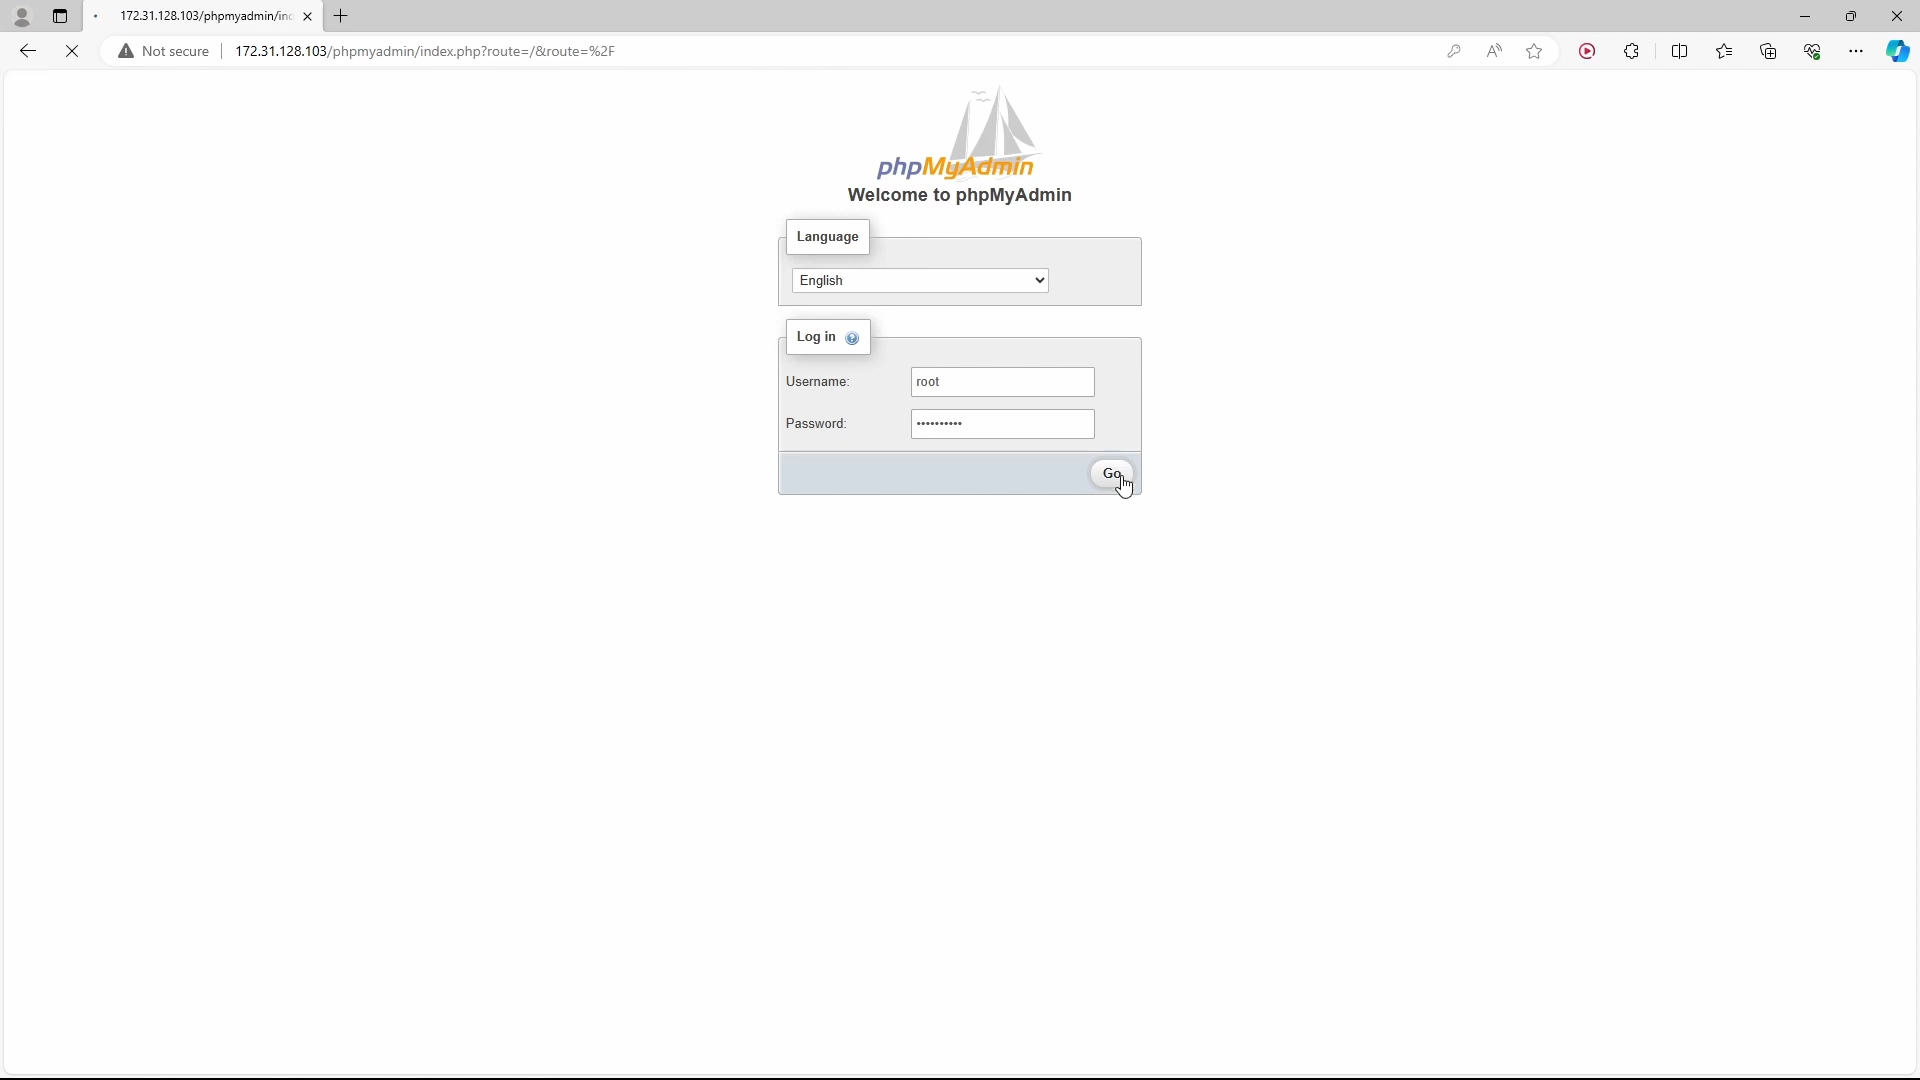 172.31.128.103/phpmyadmin/inc
Not secure
172.31.128.103/phpmyadmin/index.php?route=/&route=%2F
phpMyAdmin
Welcome to phpMyAdmin
Language
English
Log in
Username:
root
Password:
••••••••••
Go